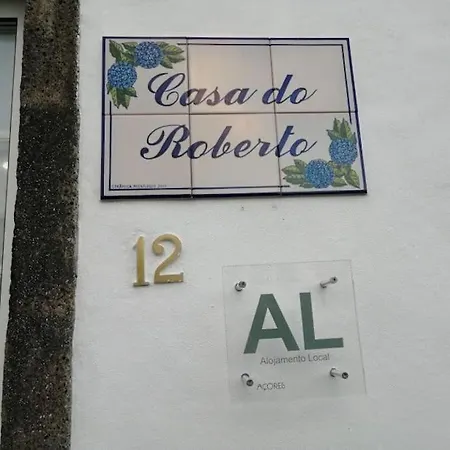 Casa do
Roberto
12
AL
Alojamento Local
AÇORES